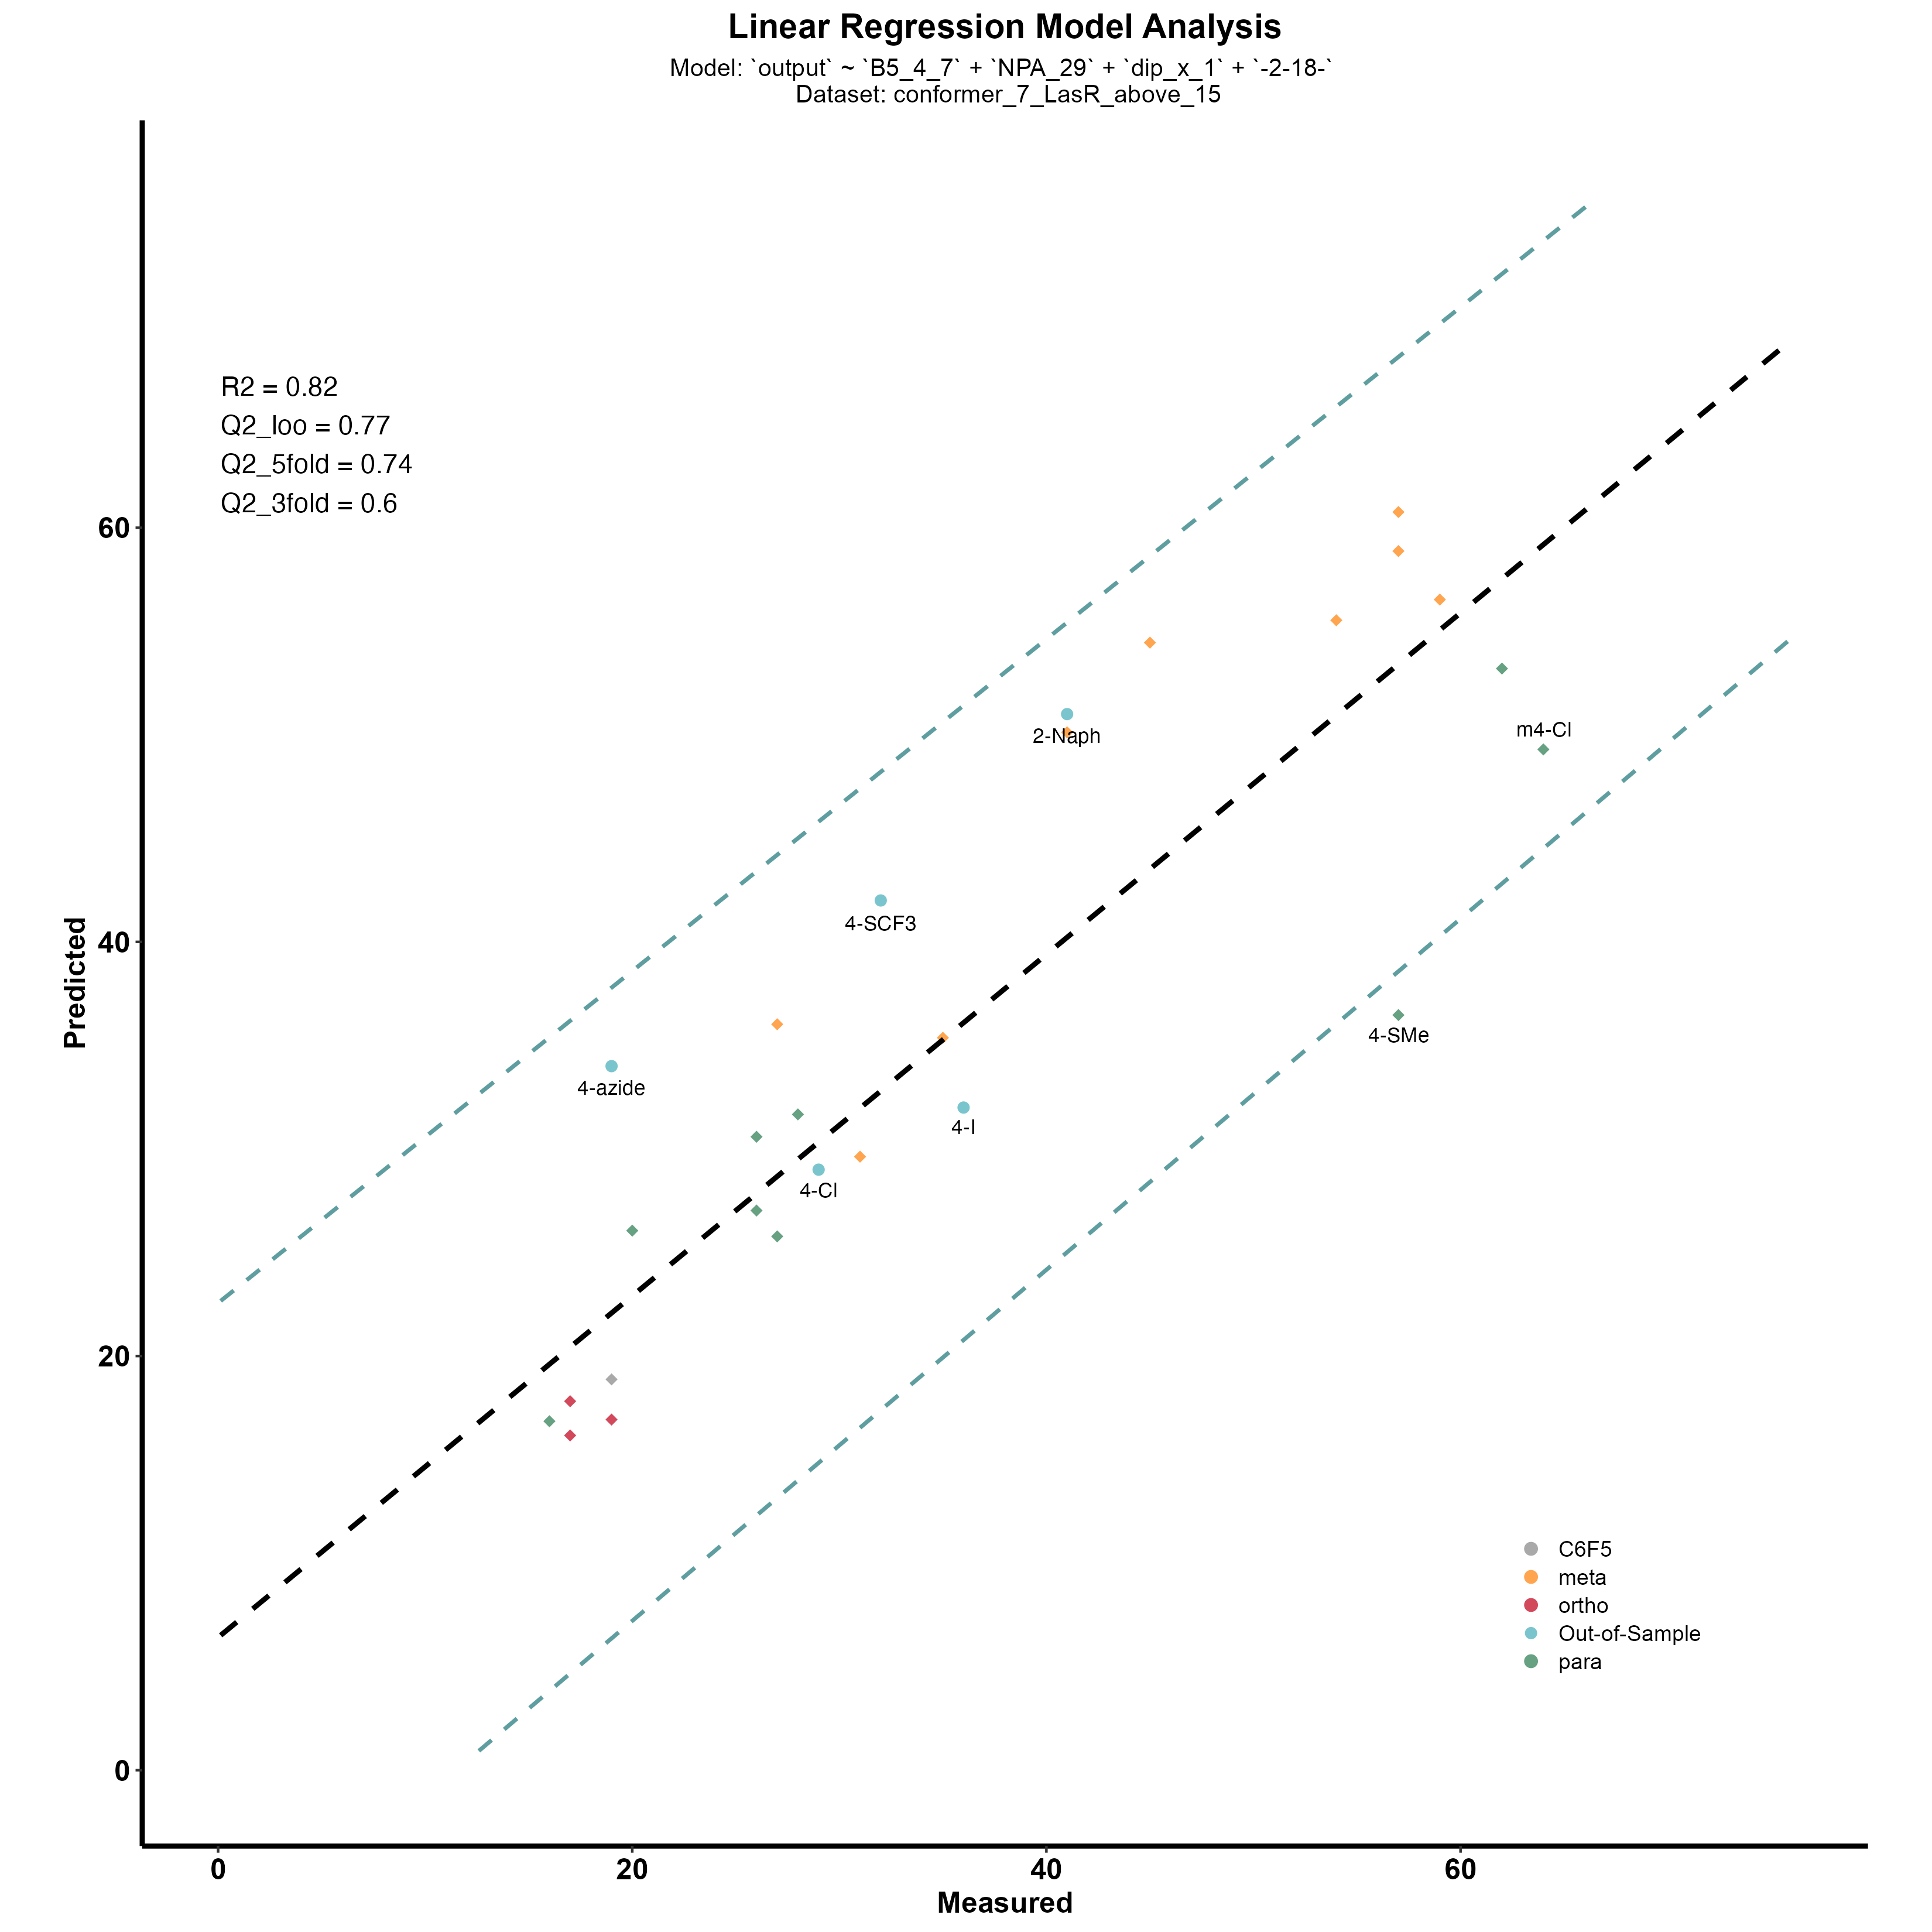 Linear Regression Model Analysis
Model: `output` ~ `B5_4_7` + `NPA_29` + `dip_x_1` + `-2-18-`
Dataset: conformer_7_LasR_above_15
R2 = 0.82
Q2_loo = 0.77
Q2_5fold = 0.74
Q2_3fold = 0.6
60
40
20
0
Predicted
2-Naph
m4-Cl
4-SCF3
4-SMe
4-azide
4-I
4-Cl
C6F5
meta
ortho
Out-of-Sample
para
0
20
40
60
Measured